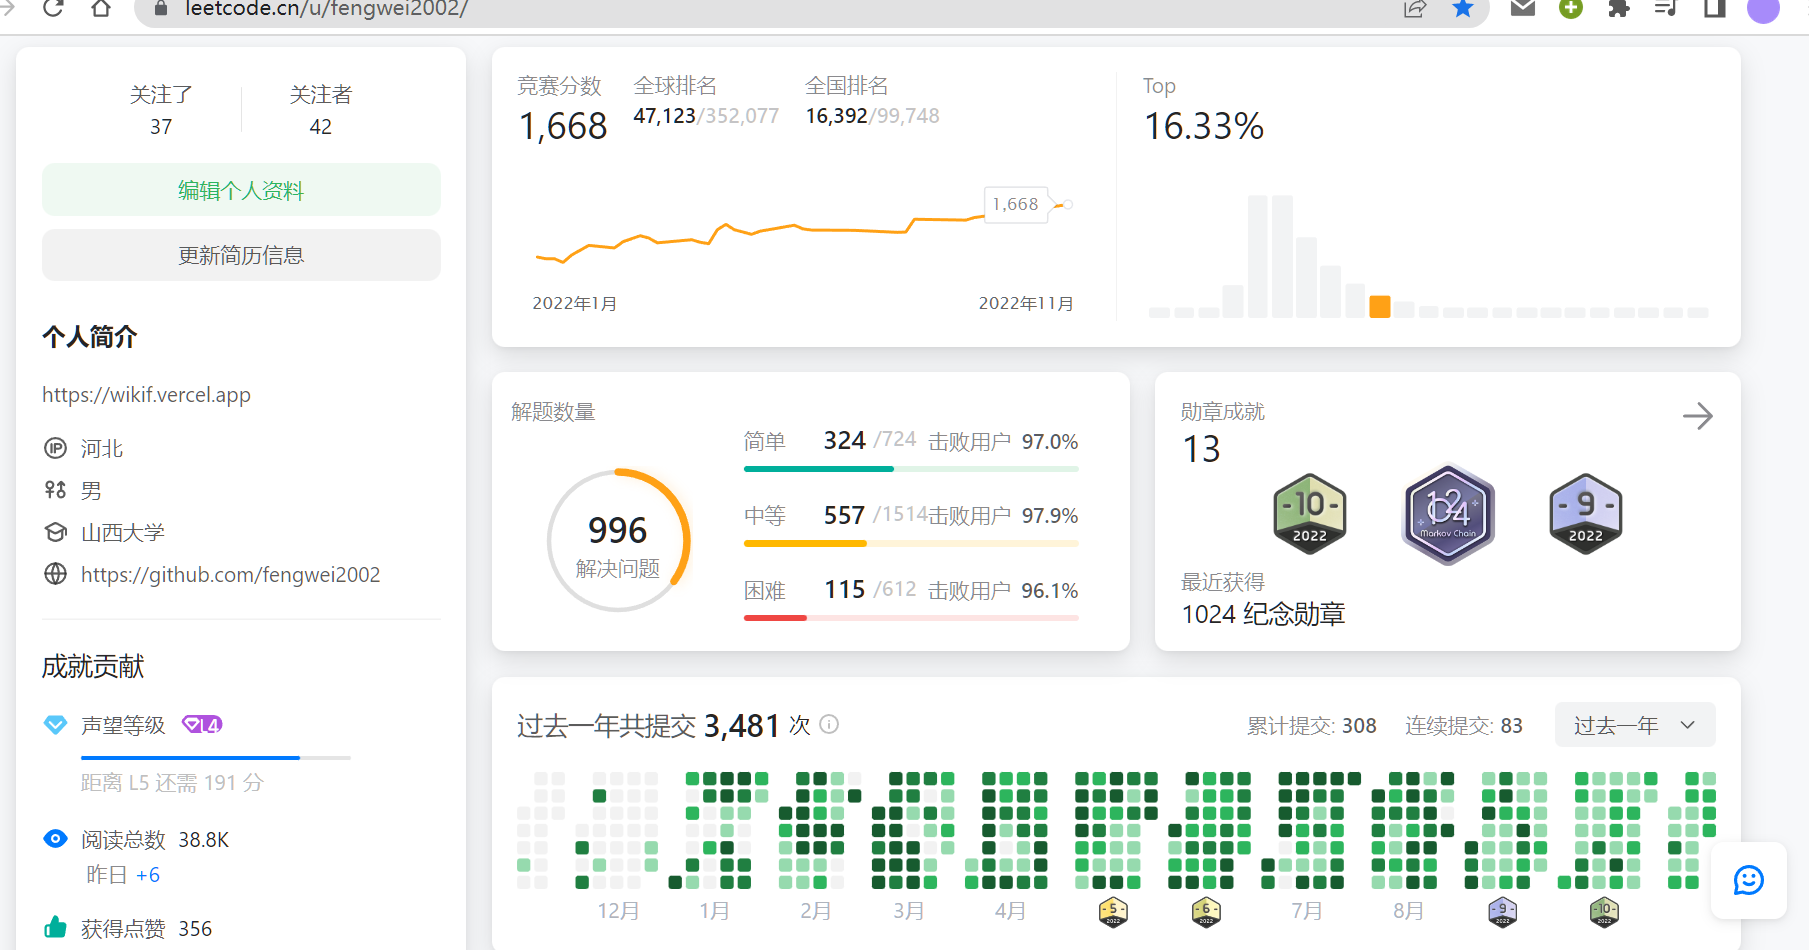 leetcode.cn/u/fengwei2002/
关注了
37
关注者
42
编辑个人资料
更新简历信息
个人简介
https://wikif.vercel.app
IP 河北
男
山西大学
https://github.com/fengwei2002
成就贡献
声望等级 L4
距离 L5 还需 191 分
阅读总数 38.8K
昨日 +6
获得点赞 356
竞赛分数 全球排名 全国排名
1,668 47,123/352,077 16,392/99,748
1,668
2022年1月 2022年11月
Top
16.33%
解题数量
996
解决问题
简单 324 /724 击败用户 97.0%
中等 557 /1514击败用户 97.9%
困难 115 /612 击败用户 96.1%
勋章成就
13
-10-
2022
1024
Markov Chain
-9-
2022
最近获得
1024 纪念勋章
过去一年共提交 3,481 次
累计提交: 308 连续提交: 83 过去一年
12月 1月 2月 3月 4月 -5- 2022 -6- 2022 7月 8月 -9- 2022 -10- 2022